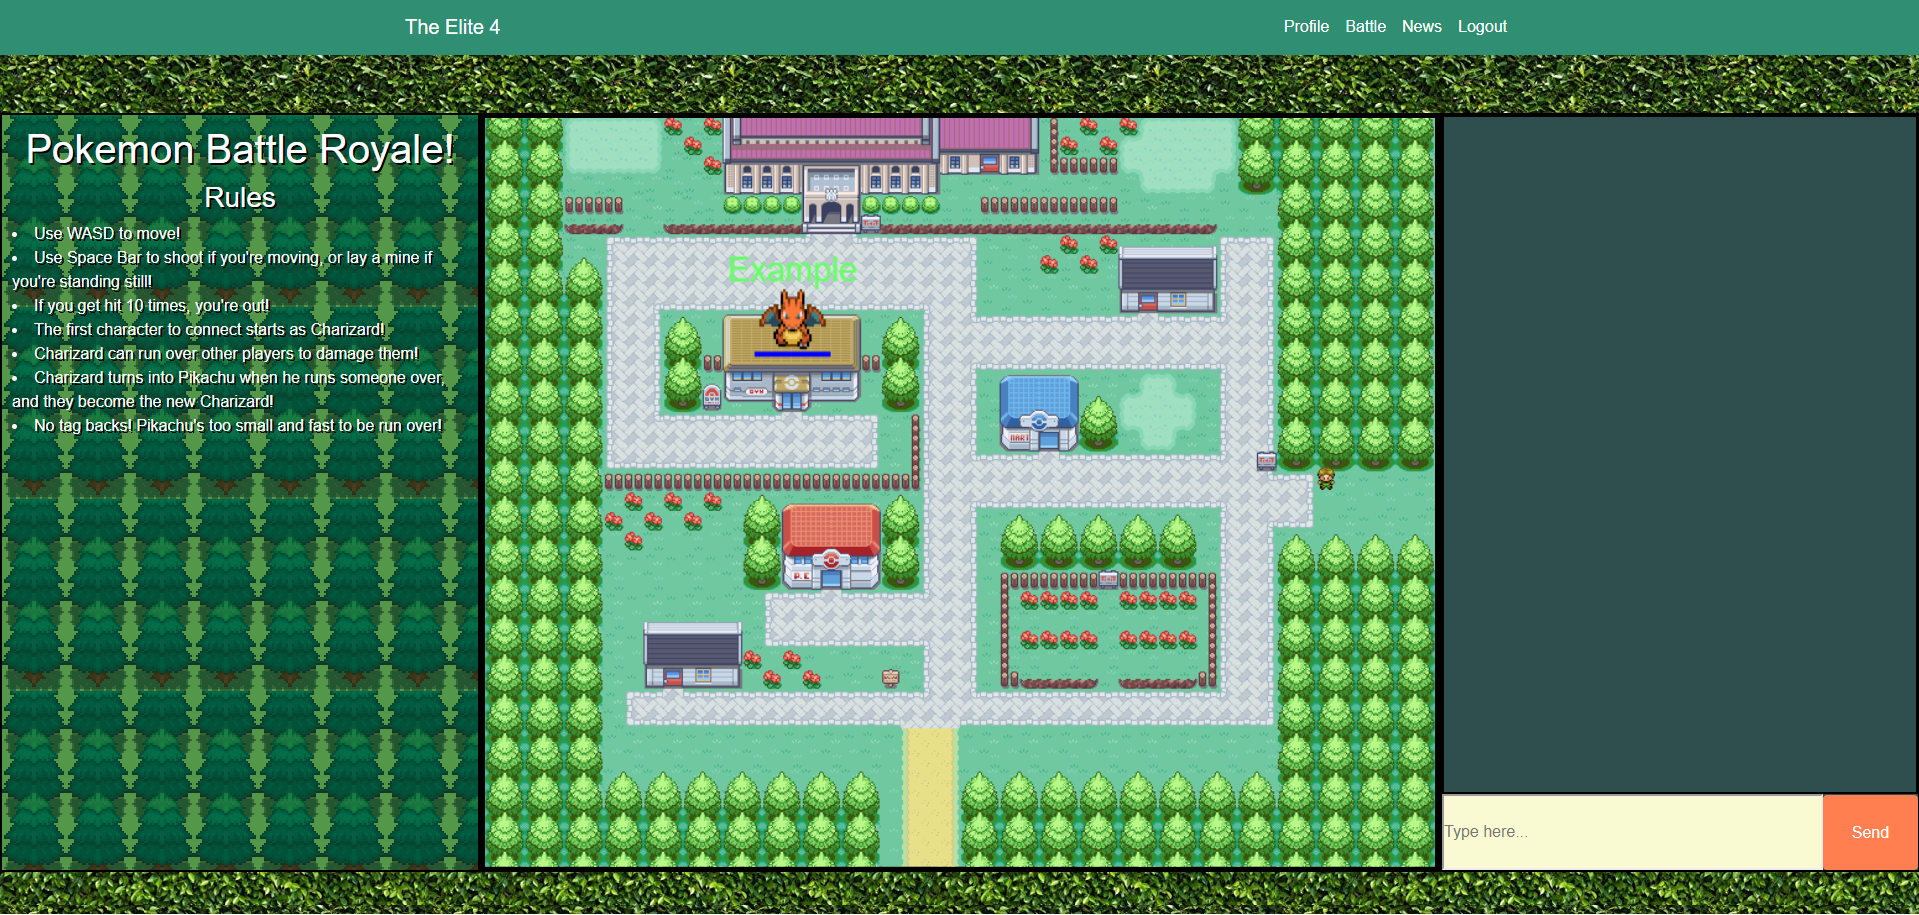 The Elite 4
Profile Battle News Logout
Pokemon Battle Royale!
Rules
Use WASD to move!
Use Space Bar to shoot if you're moving, or lay a mine if
you're standing still!
If you get hit 10 times, you're out!
The first character to connect starts as Charizard!
Charizard can run over other players to damage them!
Charizard turns into Pikachu when he runs someone over,
and they become the new Charizard!
No tag backs! Pikachu's too small and fast to be run over!
Example
GYM
MART
P.C
Type here...
Send